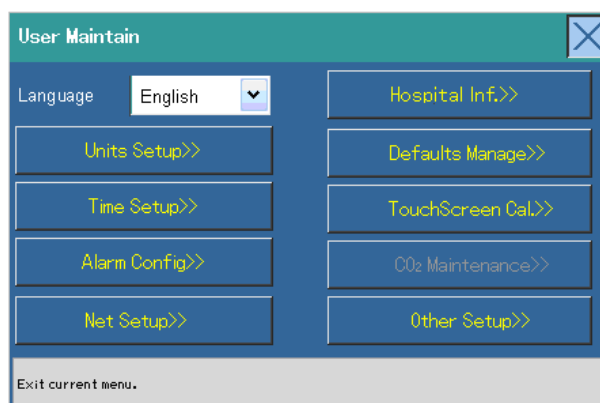 User Maintain
Language English
Hospital Inf.>>
Units Setup>>
Defaults Manage>>
Time Setup>>
TouchScreen Cal.>>
Alarm Config>>
CO₂ Maintenance>>
Net Setup>>
Other Setup>>
Exit current menu.